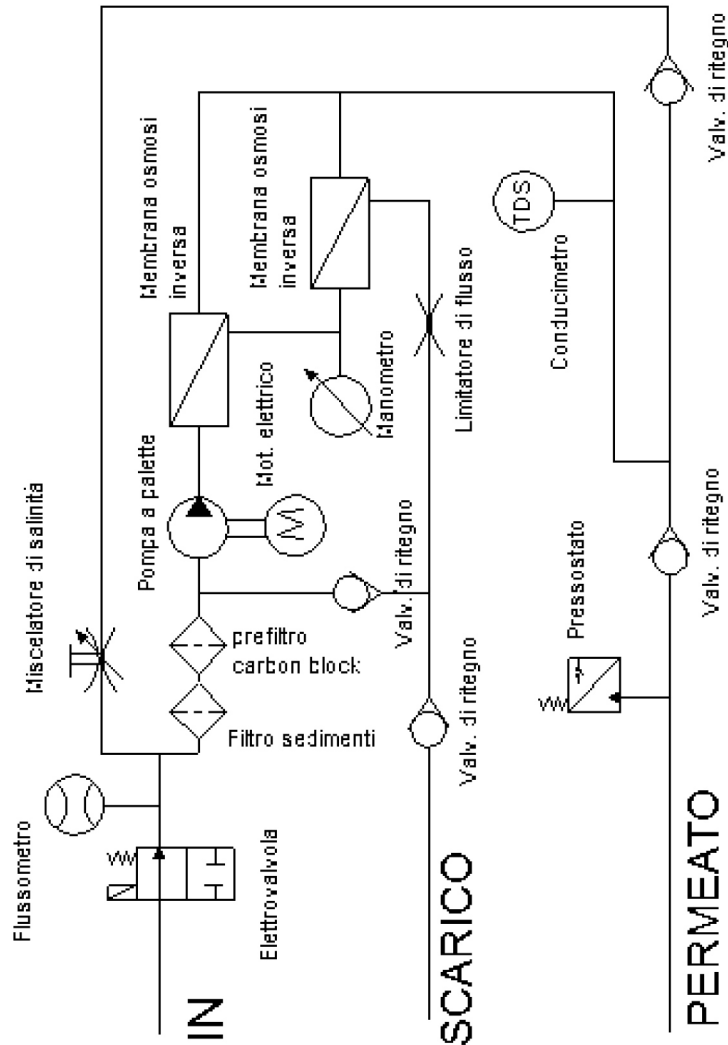 Flussometro
Elettrovalvola
IN
Miscelatore di salinità
Filtro sedimenti
prefiltro
carbon block
Pompa a palette
Mot. elettrico
Membrana osmosi
inversa
Membrana osmosi
inversa
Manometro
Valv. di ritegno
Valv. di ritegno
Limitatore di flusso
SCARICO
TDS
Conducimetro
Pressostato
Valv. di ritegno
Valv. di ritegno
PERMEATO
M